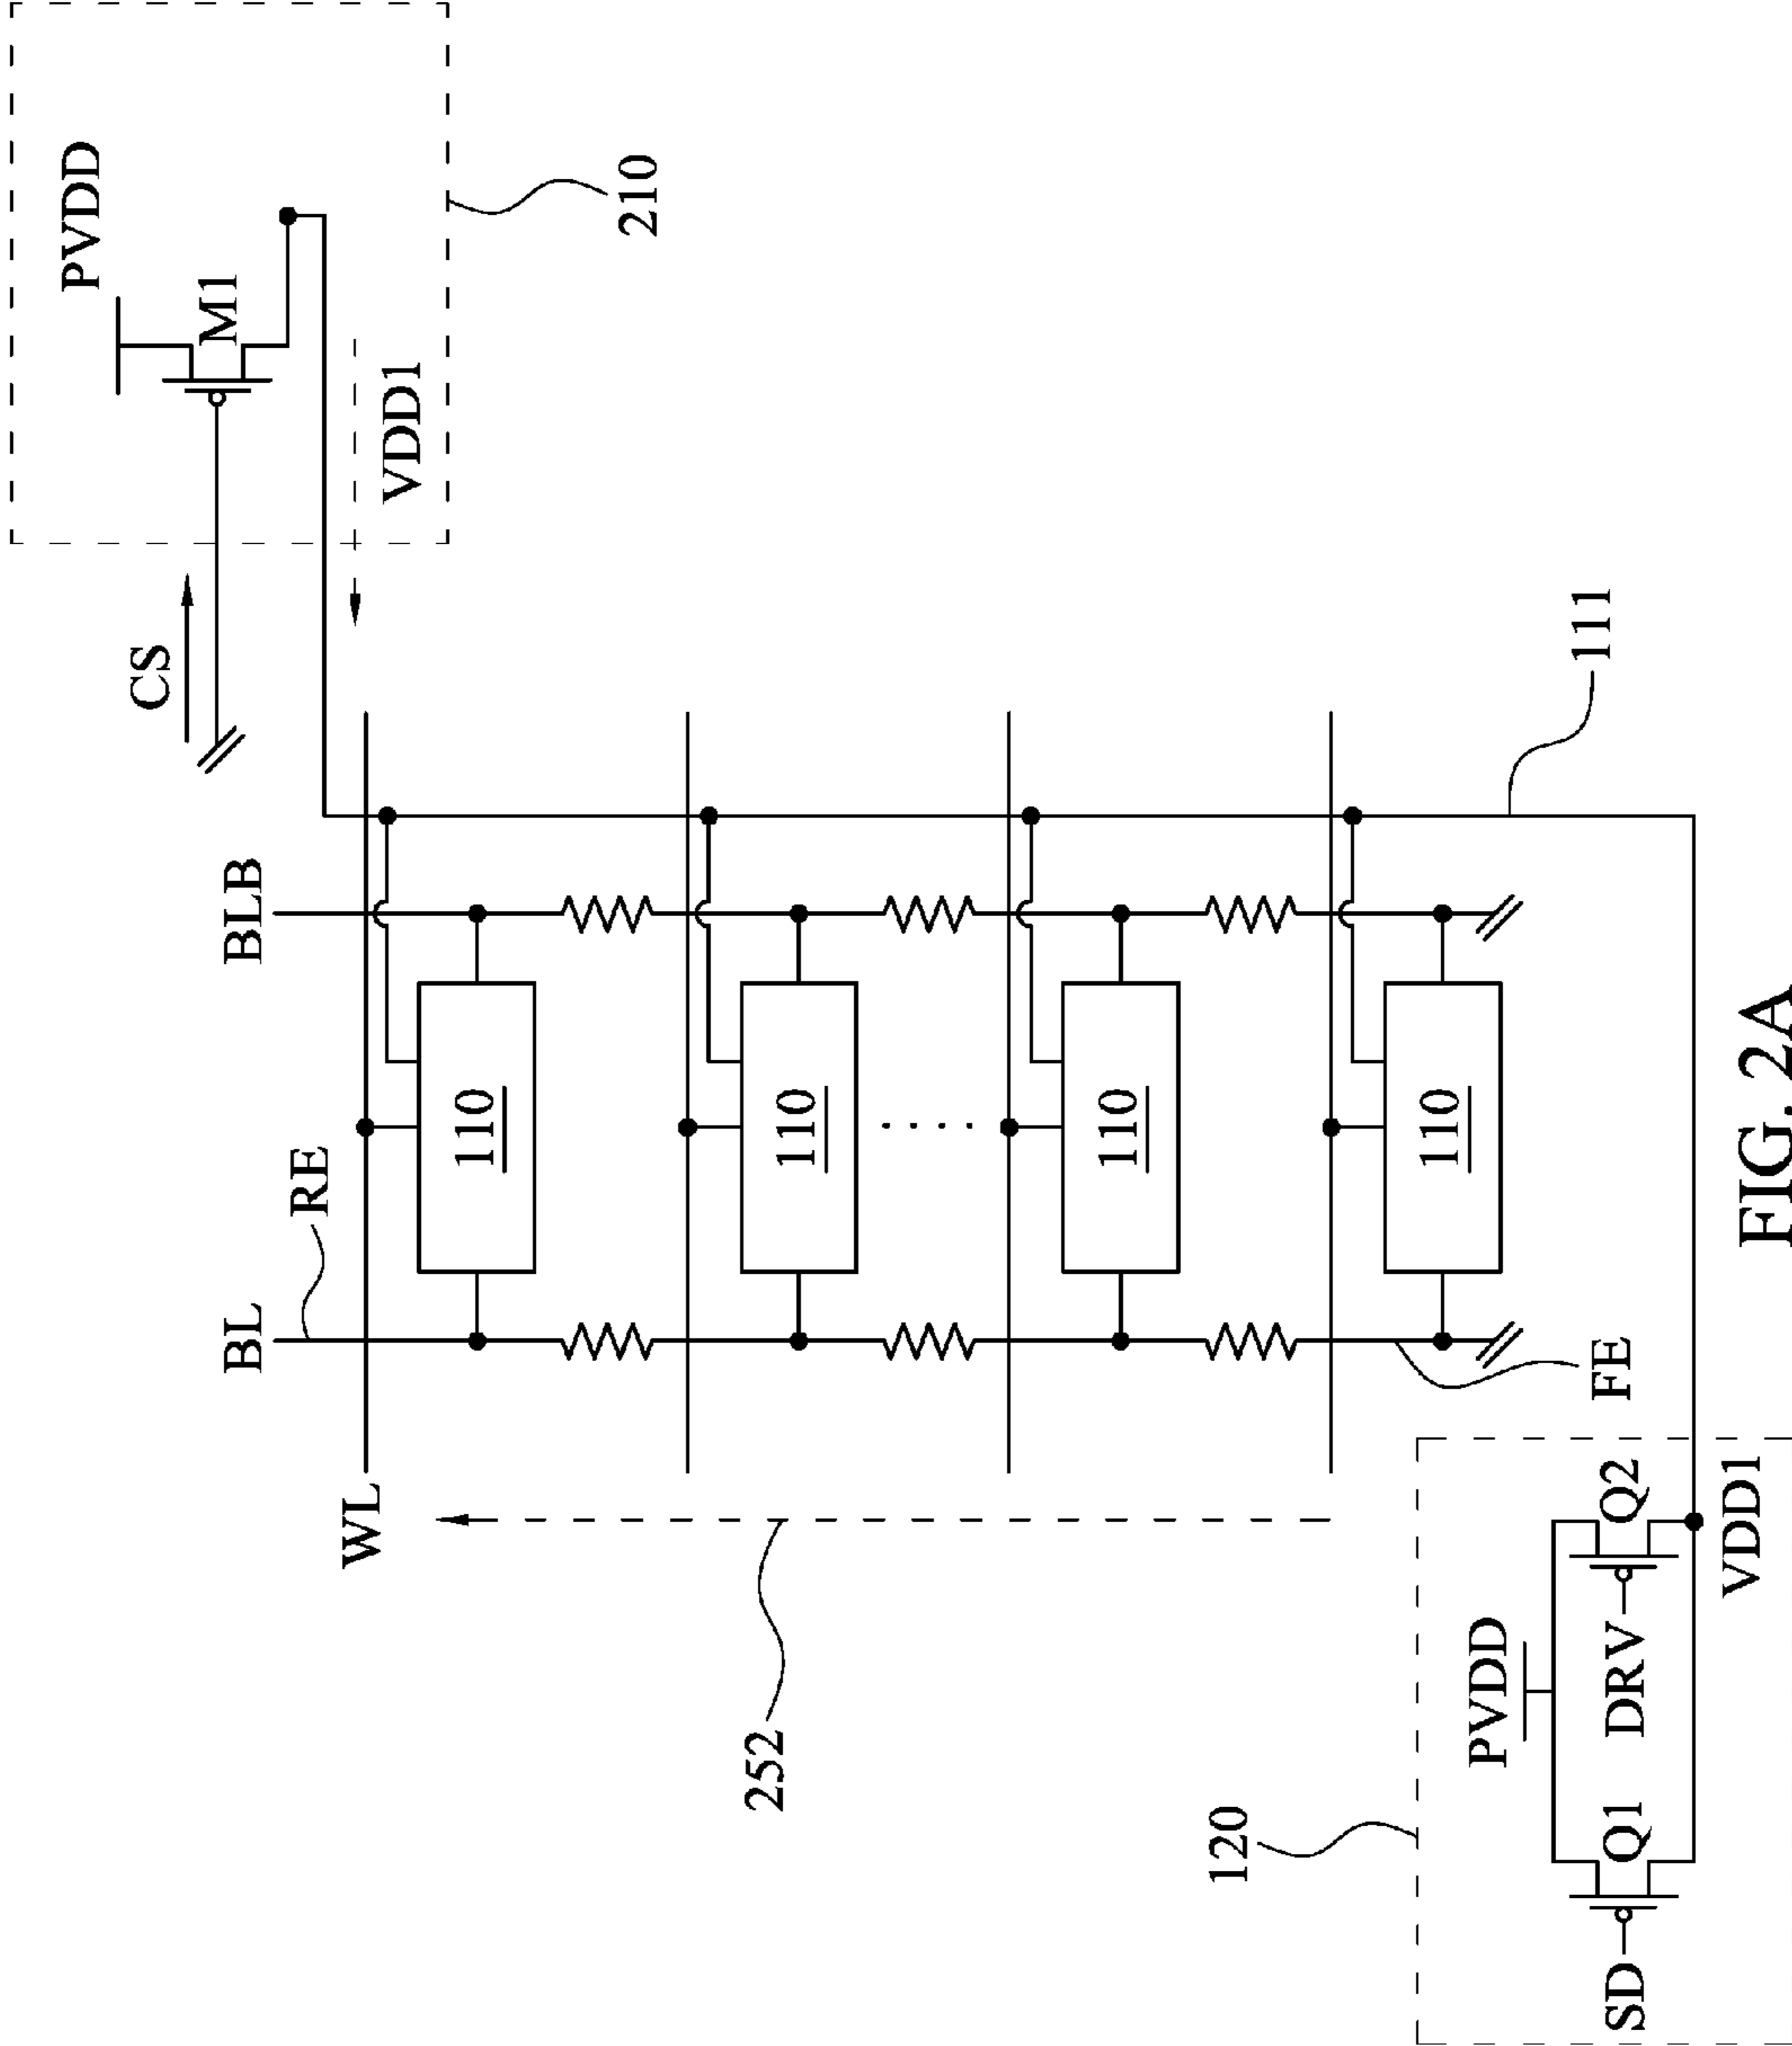 PVDD
CS
M1
BL
BLB
RE
WL
VDD1
110
210
252
110
110
120
110
PVDD
FE
111
SD
Q1
DRV
Q2
VDD1
FIG. 2A